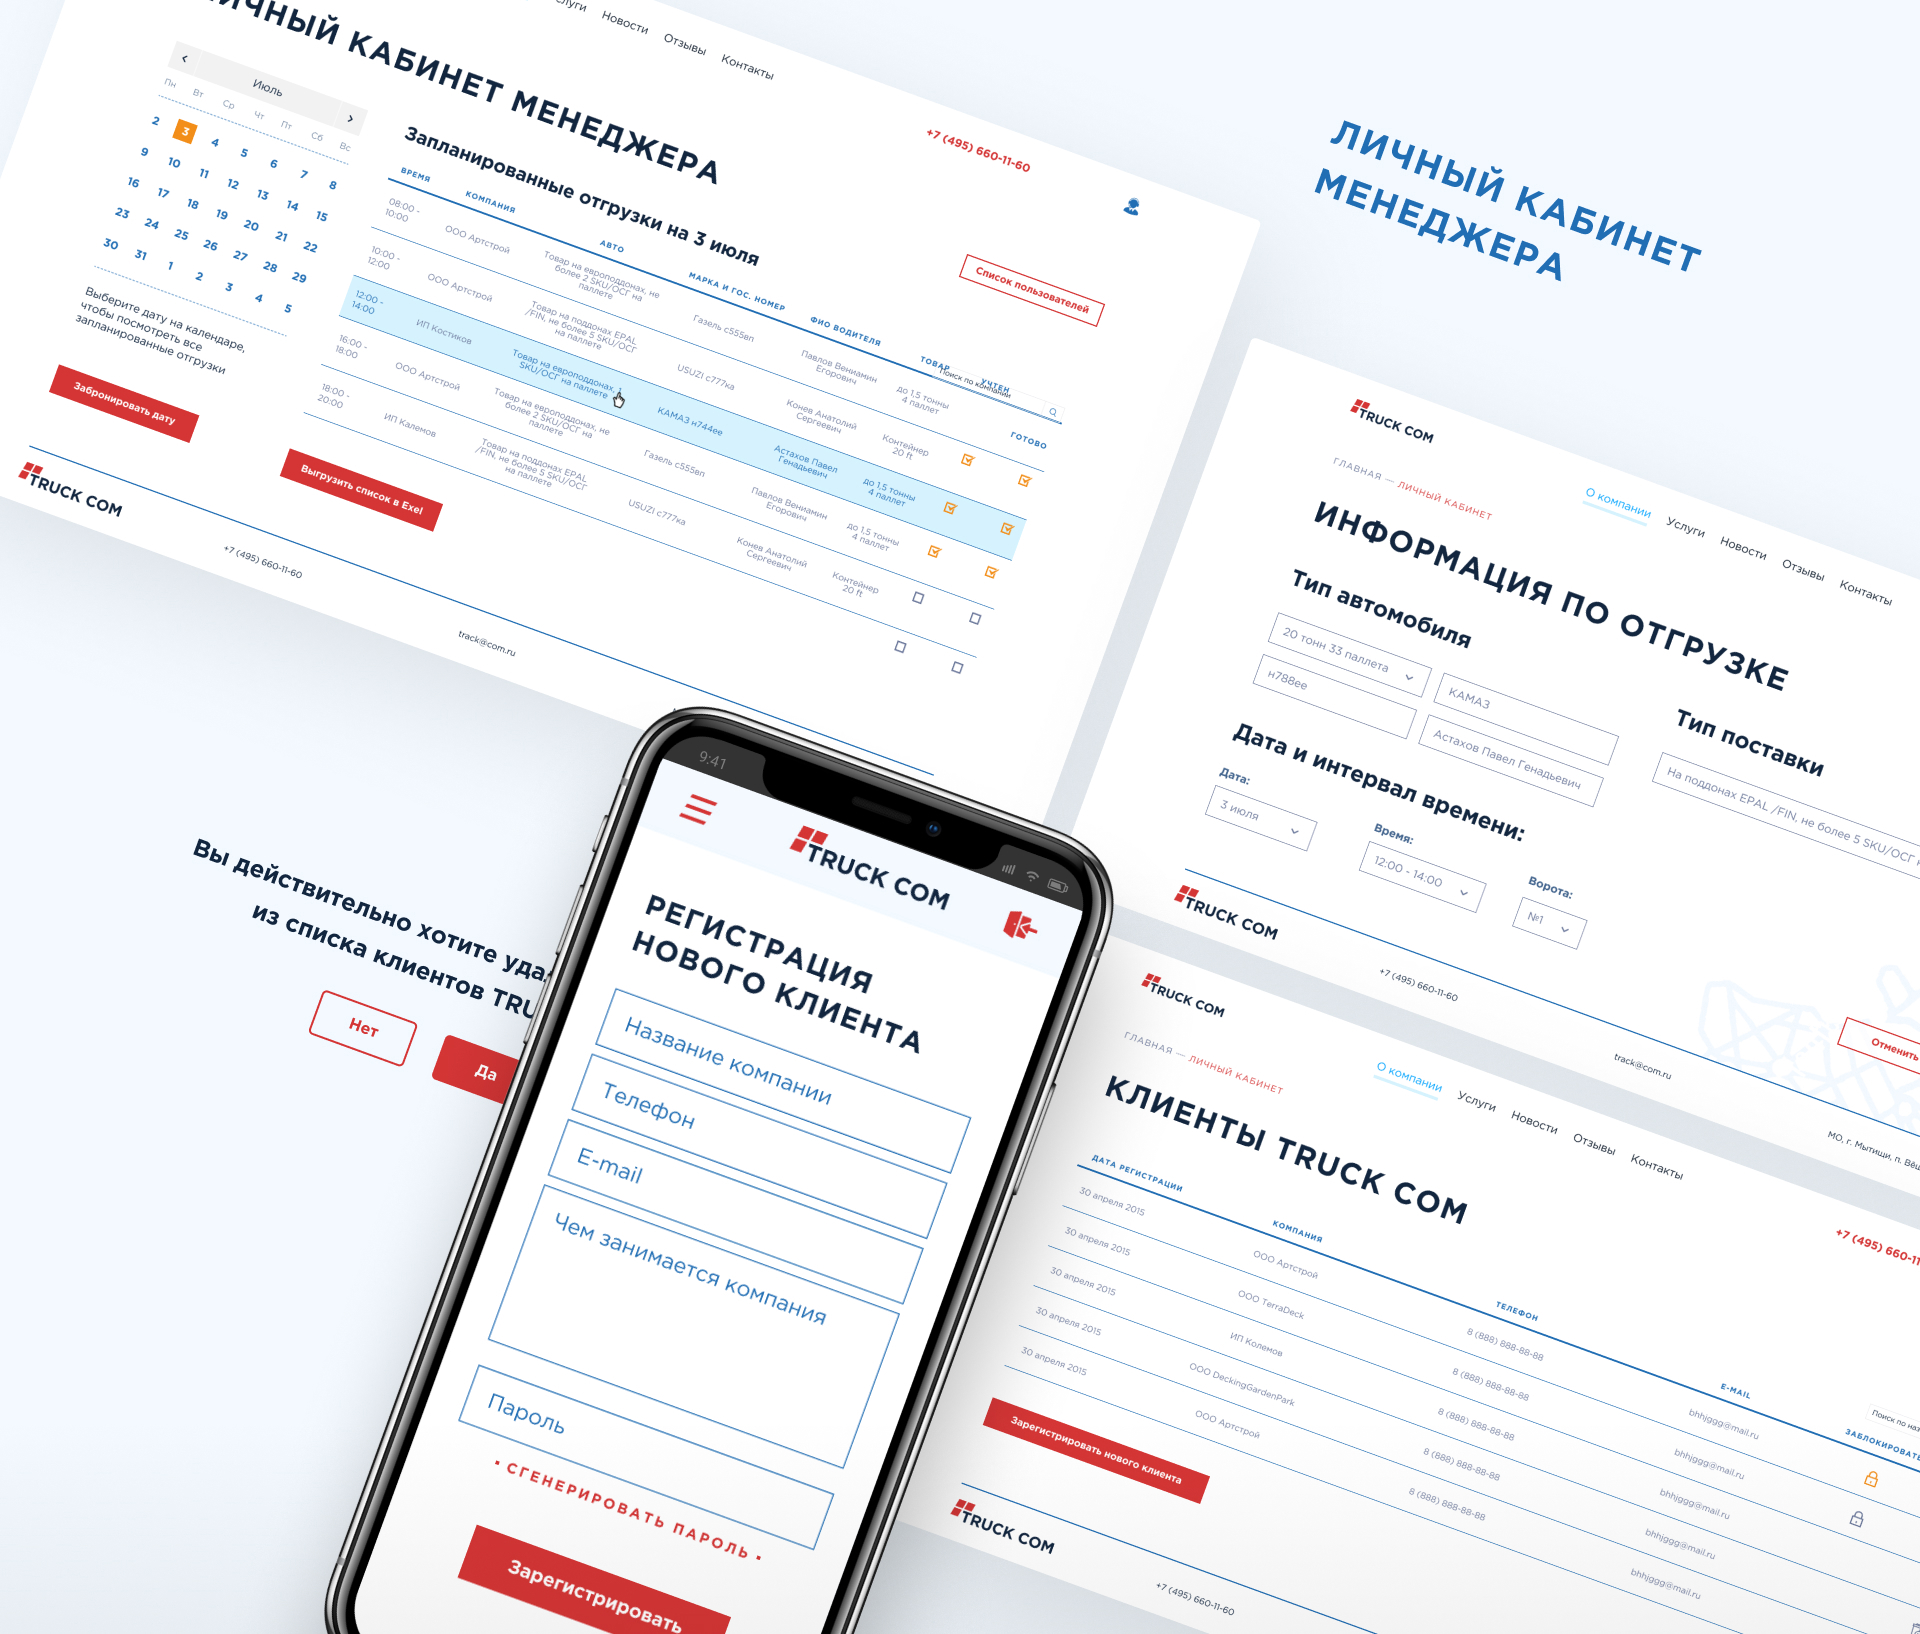 Новости
Отзывы
Контакты
КАБИНЕТ МЕНЕДЖЕРА
+7 (495) 660-11-60
Июль
Пн Вт Ср Чт Пт Сб Вс
2 3 4 5 6 7 8
9 10 11 12 13 14 15
16 17 18 19 20 21 22
23 24 25 26 27 28 29
30 31 1 2 3 4 5
Выберите дату на календаре,
чтобы посмотреть все
запланированные отгрузки
Забронировать дату
Запланированные отгрузки на 3 июля
Список пользователей
Поиск по компании
ВРЕМЯ КОМПАНИЯ АВТО МАРКА И ГОС. НОМЕР ФИО ВОДИТЕЛЯ ТОВАР УЧТЕН ГОТОВО
08:00 -
10:00
ООО Артстрой
Товар на европоддонах, не
более 2 SKU/ОСГ на
паллете
Газель с555вп
Павлов Вениамин
Егорович
до 1,5 тонны
4 паллет
10:00 -
12:00
ООО Артстрой
Товар на поддонах EPAL
/FIN, не более 5 SKU/ОСГ
на паллете
USUZI с777ка
Конев Анатолий
Сергеевич
Контейнер
20 ft
12:00 -
14:00
ИП Костиков
Товар на европоддонах, 1
SKU/ОСГ на паллете
КАМАЗ н744ее
Астахов Павел
Генадьевич
до 1,5 тонны
4 паллет
16:00 -
18:00
ООО Артстрой
Товар на европоддонах, не
более 2 SKU/ОСГ на
паллете
Газель с555вп
Павлов Вениамин
Егорович
до 1,5 тонны
4 паллет
18:00 -
20:00
ИП Каленов
Товар на поддонах EPAL
/FIN, не более 5 SKU/ОСГ
на паллете
USUZI с777ка
Конев Анатолий
Сергеевич
Контейнер
20 ft
Выгрузить список в Exel
TRUCK COM
+7 (495) 660-11-60
track@com.ru
ЛИЧНЫЙ КАБИНЕТ
МЕНЕДЖЕРА
TRUCK COM
ГЛАВНАЯ — ЛИЧНЫЙ КАБИНЕТ
О компании
Услуги
Новости
Отзывы
Контакты
ИНФОРМАЦИЯ ПО ОТГРУЗКЕ
Тип автомобиля
20 тонн 33 паллета
КАМАЗ
н788ее
Астахов Павел Генадьевич
Тип поставки
На поддонах EPAL /FIN, не более 5 SKU/ОСГ
Дата и интервал времени:
Дата:
3 июля
Время:
12:00 - 14:00
Ворота:
№1
Отменить
TRUCK COM
+7 (495) 660-11-60
track@com.ru
МО, г. Мытищи, п.
Вы действительно хотите
из списка клиентов
Нет
Да
9:41
TRUCK COM
РЕГИСТРАЦИЯ
НОВОГО КЛИЕНТА
Название компании
Телефон
E-mail
Чем занимается компания
Пароль
• СГЕНЕРИРОВАТЬ ПАРОЛЬ •
Зарегистрировать
TRUCK COM
ГЛАВНАЯ — ЛИЧНЫЙ КАБИНЕТ
О компании
Услуги
Новости
Отзывы
Контакты
+7 (495) 660-11
КЛИЕНТЫ TRUCK COM
Поиск по
ДАТА РЕГИСТРАЦИИ КОМПАНИЯ ТЕЛЕФОН E-MAIL ЗАБЛОКИРОВАТЬ
30 апреля 2015 ООО Артстрой 8 (888) 888-88-88 bhhjggg@mail.ru
30 апреля 2015 ООО TerraDeck 8 (888) 888-88-88 bhhjggg@mail.ru
30 апреля 2015 ИП Коленов 8 (888) 888-88-88 bhhjggg@mail.ru
30 апреля 2015 ООО DeckingGardenPark 8 (888) 888-88-88 bhhjggg@mail.ru
30 апреля 2015 ООО Артстрой 8 (888) 888-88-88 bhhjggg@mail.ru
Зарегистрировать нового клиента
TRUCK COM
+7 (495) 660-11-60